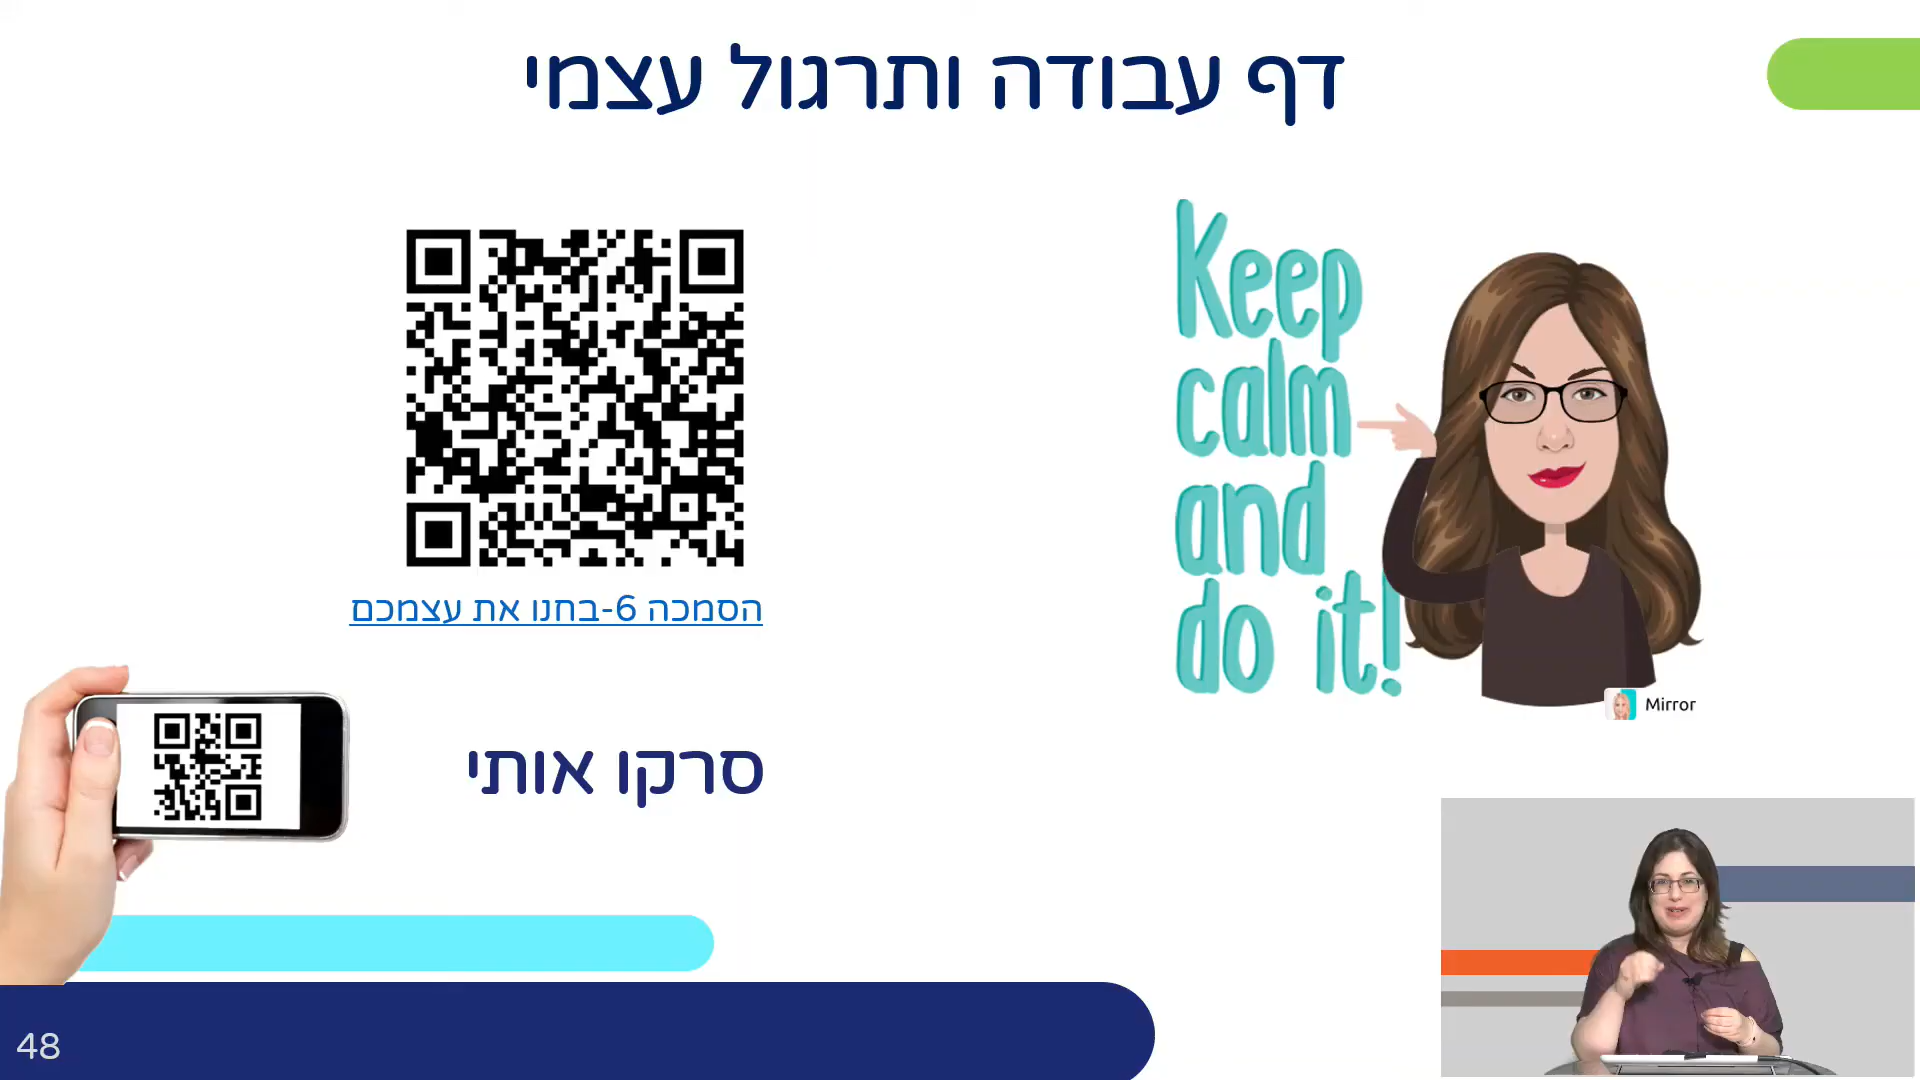 דף עבודה ותרגול עצמי
Keep
calm
and
do it!
Mirror
הסמכה 6-בחנו את עצמכם
סרקו אותי
48